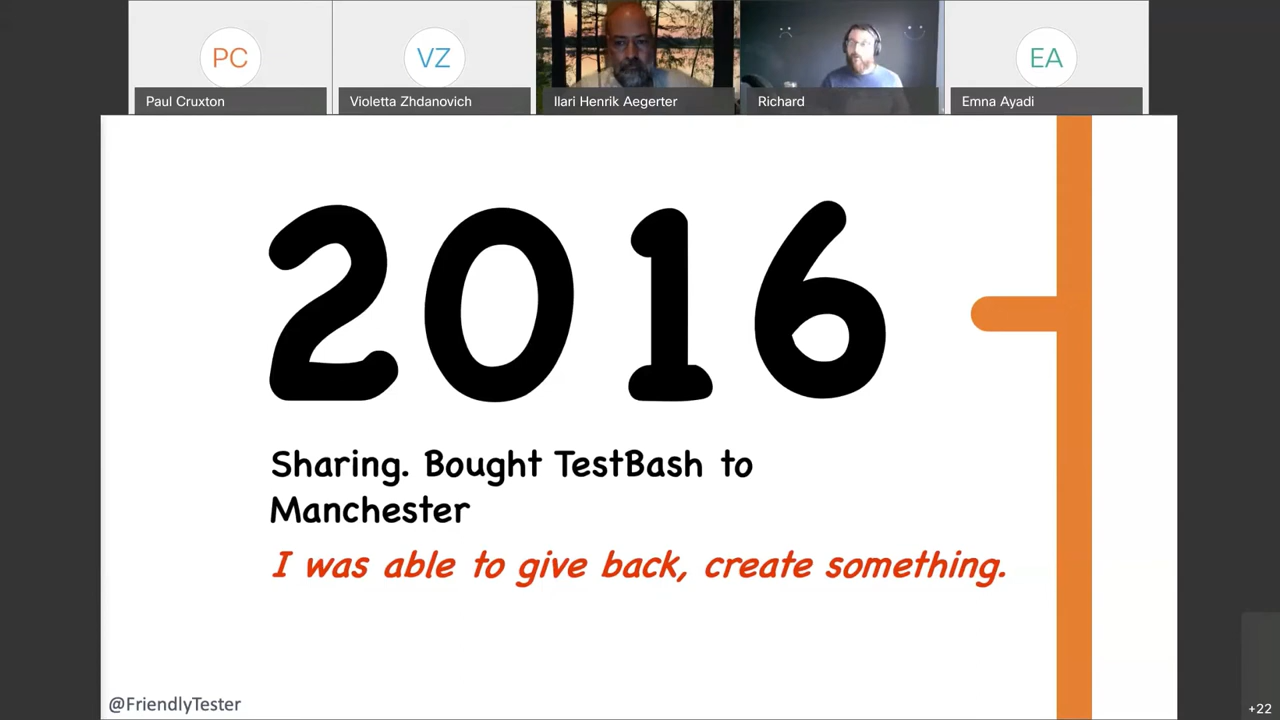 PC
VZ
EA
Paul Cruxton
Violetta Zhdanovich
Ilari Henrik Aegerter
Richard
Emna Ayadi
2016
Sharing. Bought TestBash to
Manchester
I was able to give back, create something.
@FriendlyTester
+22